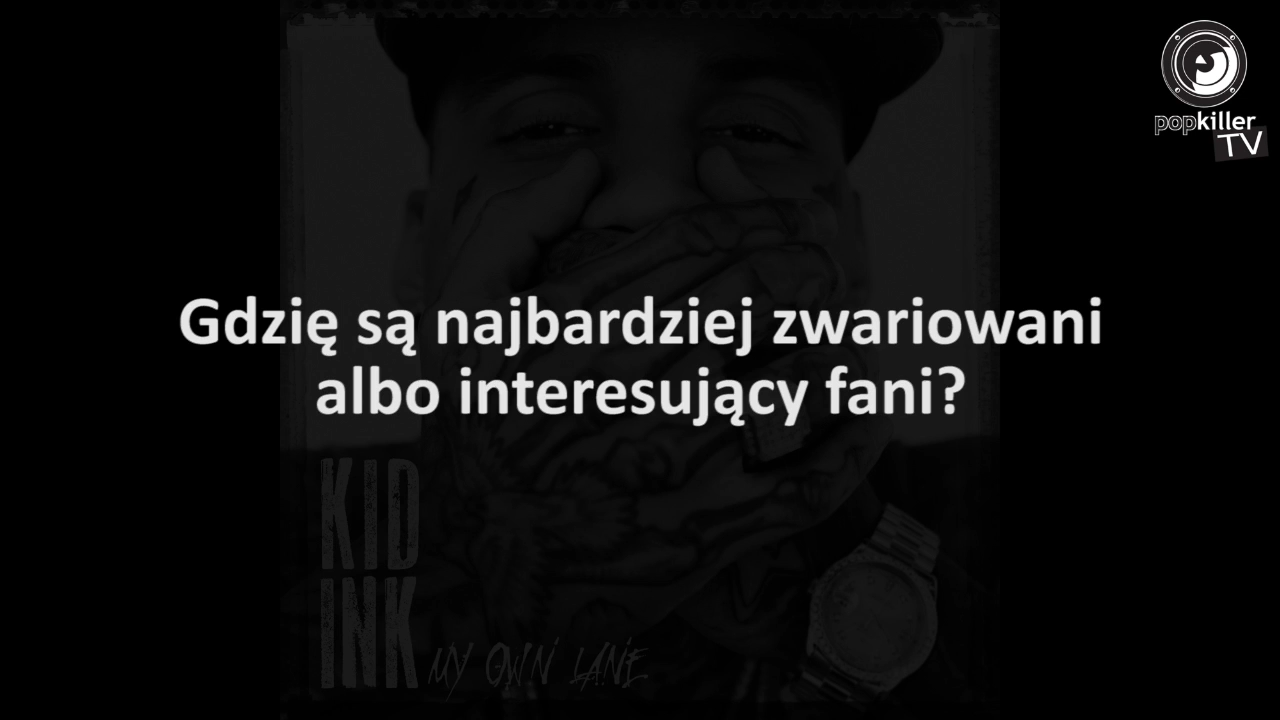 popkiller
TV
Gdzię są najbardziej zwariowani
albo interesujący fani?
KID
INK
MY OWN LANE